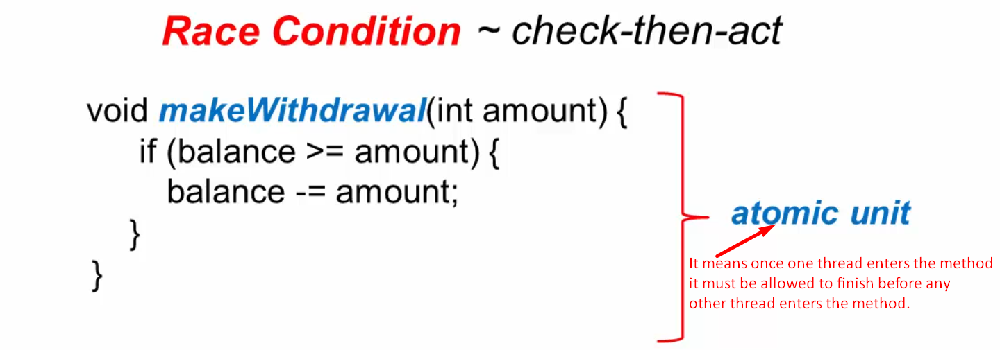 Race Condition ~ check-then-act
void makeWithdrawal(int amount) {
if (balance >= amount) {
balance -= amount;
}
}
atomic unit
It means once one thread enters the method
it must be allowed to finish before any
other thread enters the method.